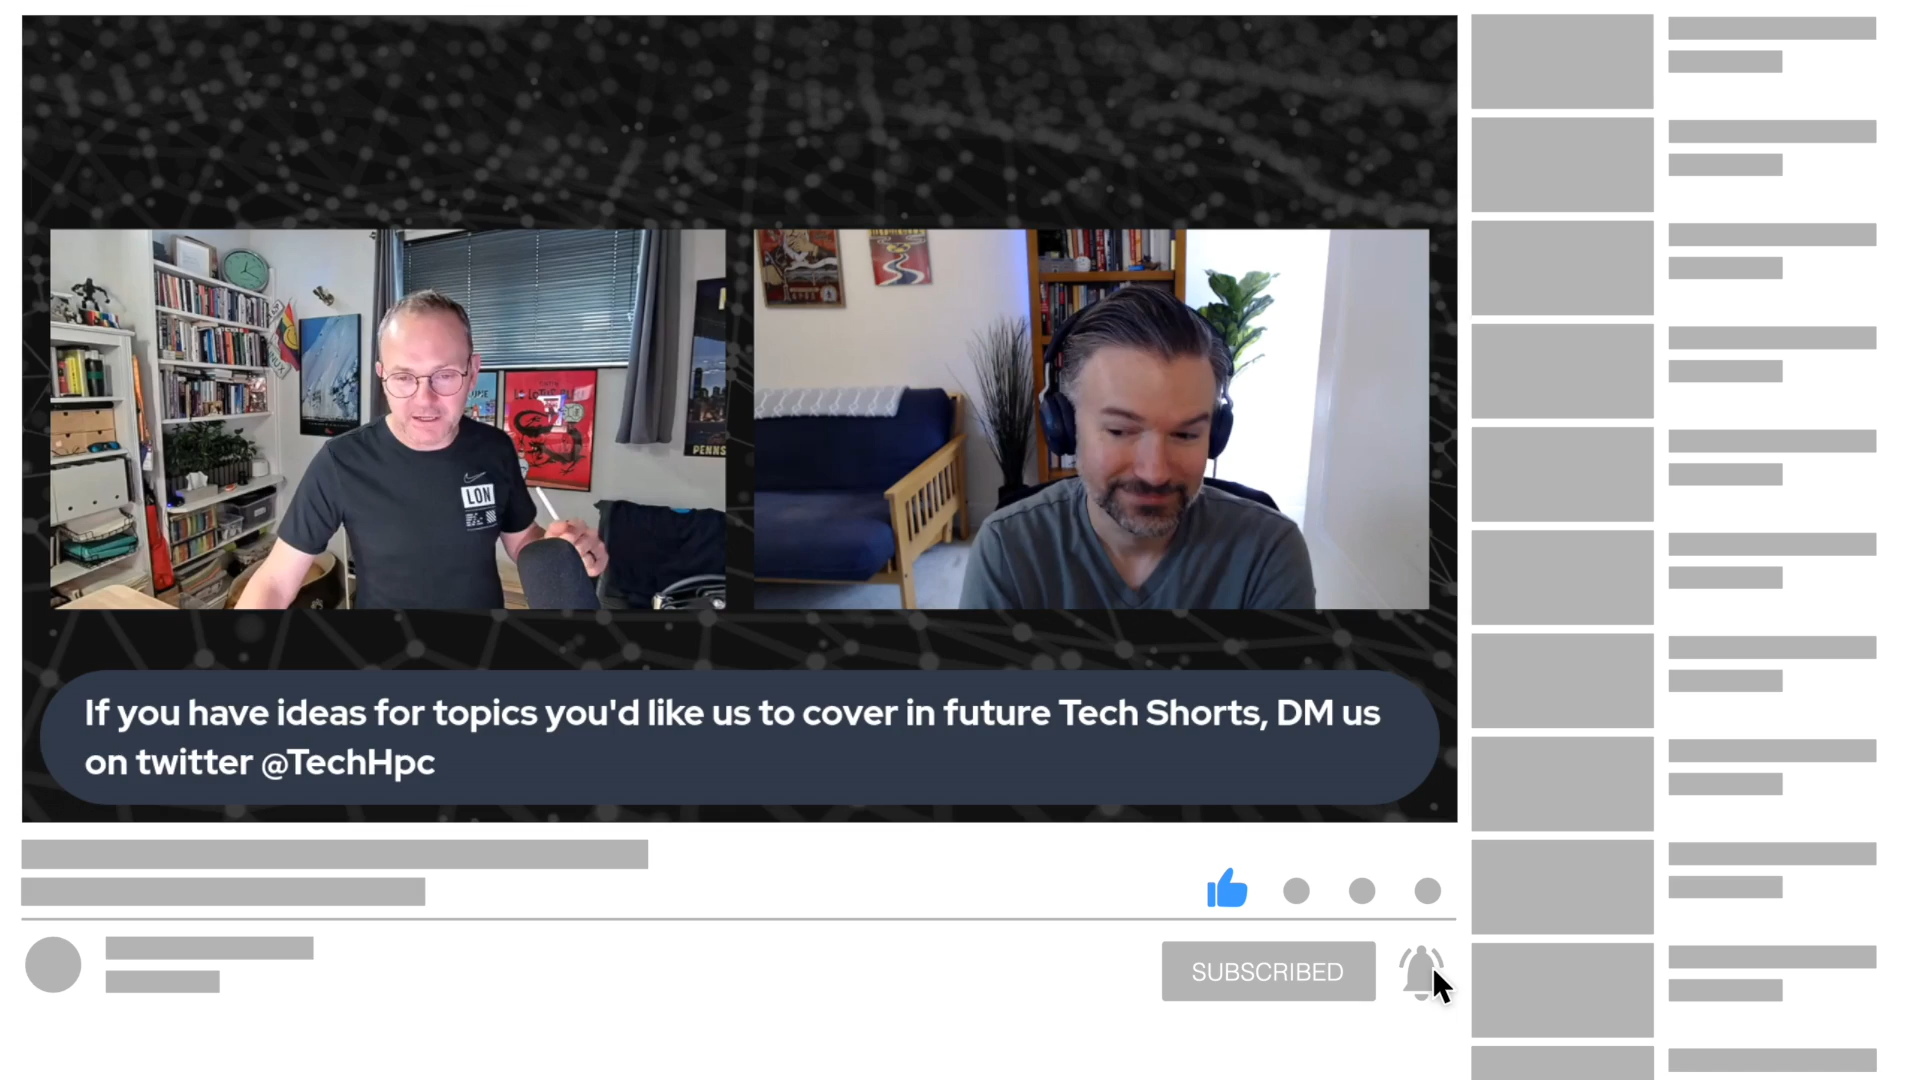 LON
PENNS
If you have ideas for topics you'd like us to cover in future Tech Shorts, DM us
on twitter @TechHpc
SUBSCRIBED